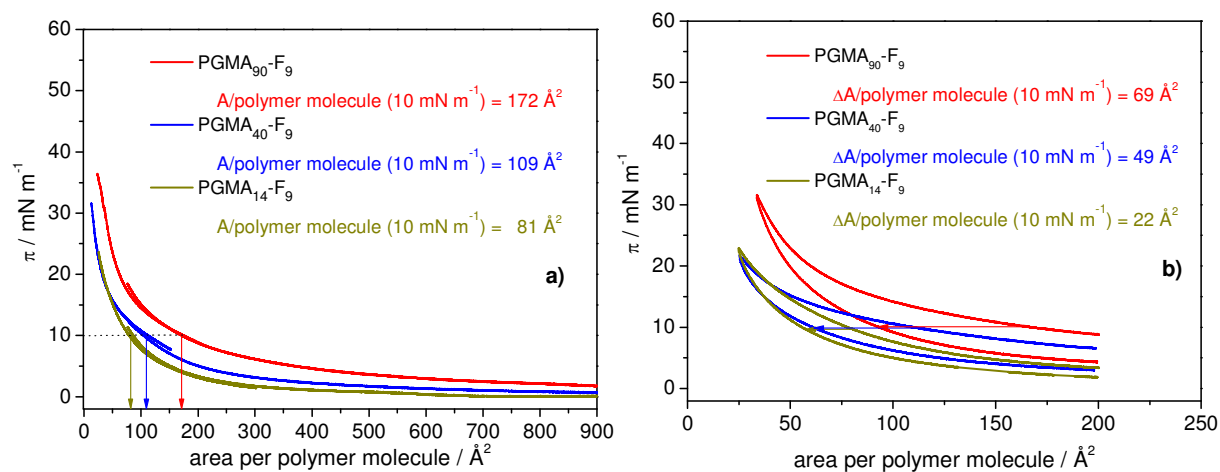 60
50
40
30
20
10
0
π / mN m⁻¹
PGMA₉₀-F₉
A/polymer molecule (10 mN m⁻¹) = 172 Å²
PGMA₄₀-F₉
A/polymer molecule (10 mN m⁻¹) = 109 Å²
PGMA₁₄-F₉
A/polymer molecule (10 mN m⁻¹) = 81 Å²
a)
0 100 200 300 400 500 600 700 800 900
area per polymer molecule / Å²
60
50
40
30
20
10
0
π / mN m⁻¹
PGMA₉₀-F₉
ΔA/polymer molecule (10 mN m⁻¹) = 69 Å²
PGMA₄₀-F₉
ΔA/polymer molecule (10 mN m⁻¹) = 49 Å²
PGMA₁₄-F₉
ΔA/polymer molecule (10 mN m⁻¹) = 22 Å²
b)
0 50 100 150 200 250
area per polymer molecule / Å²